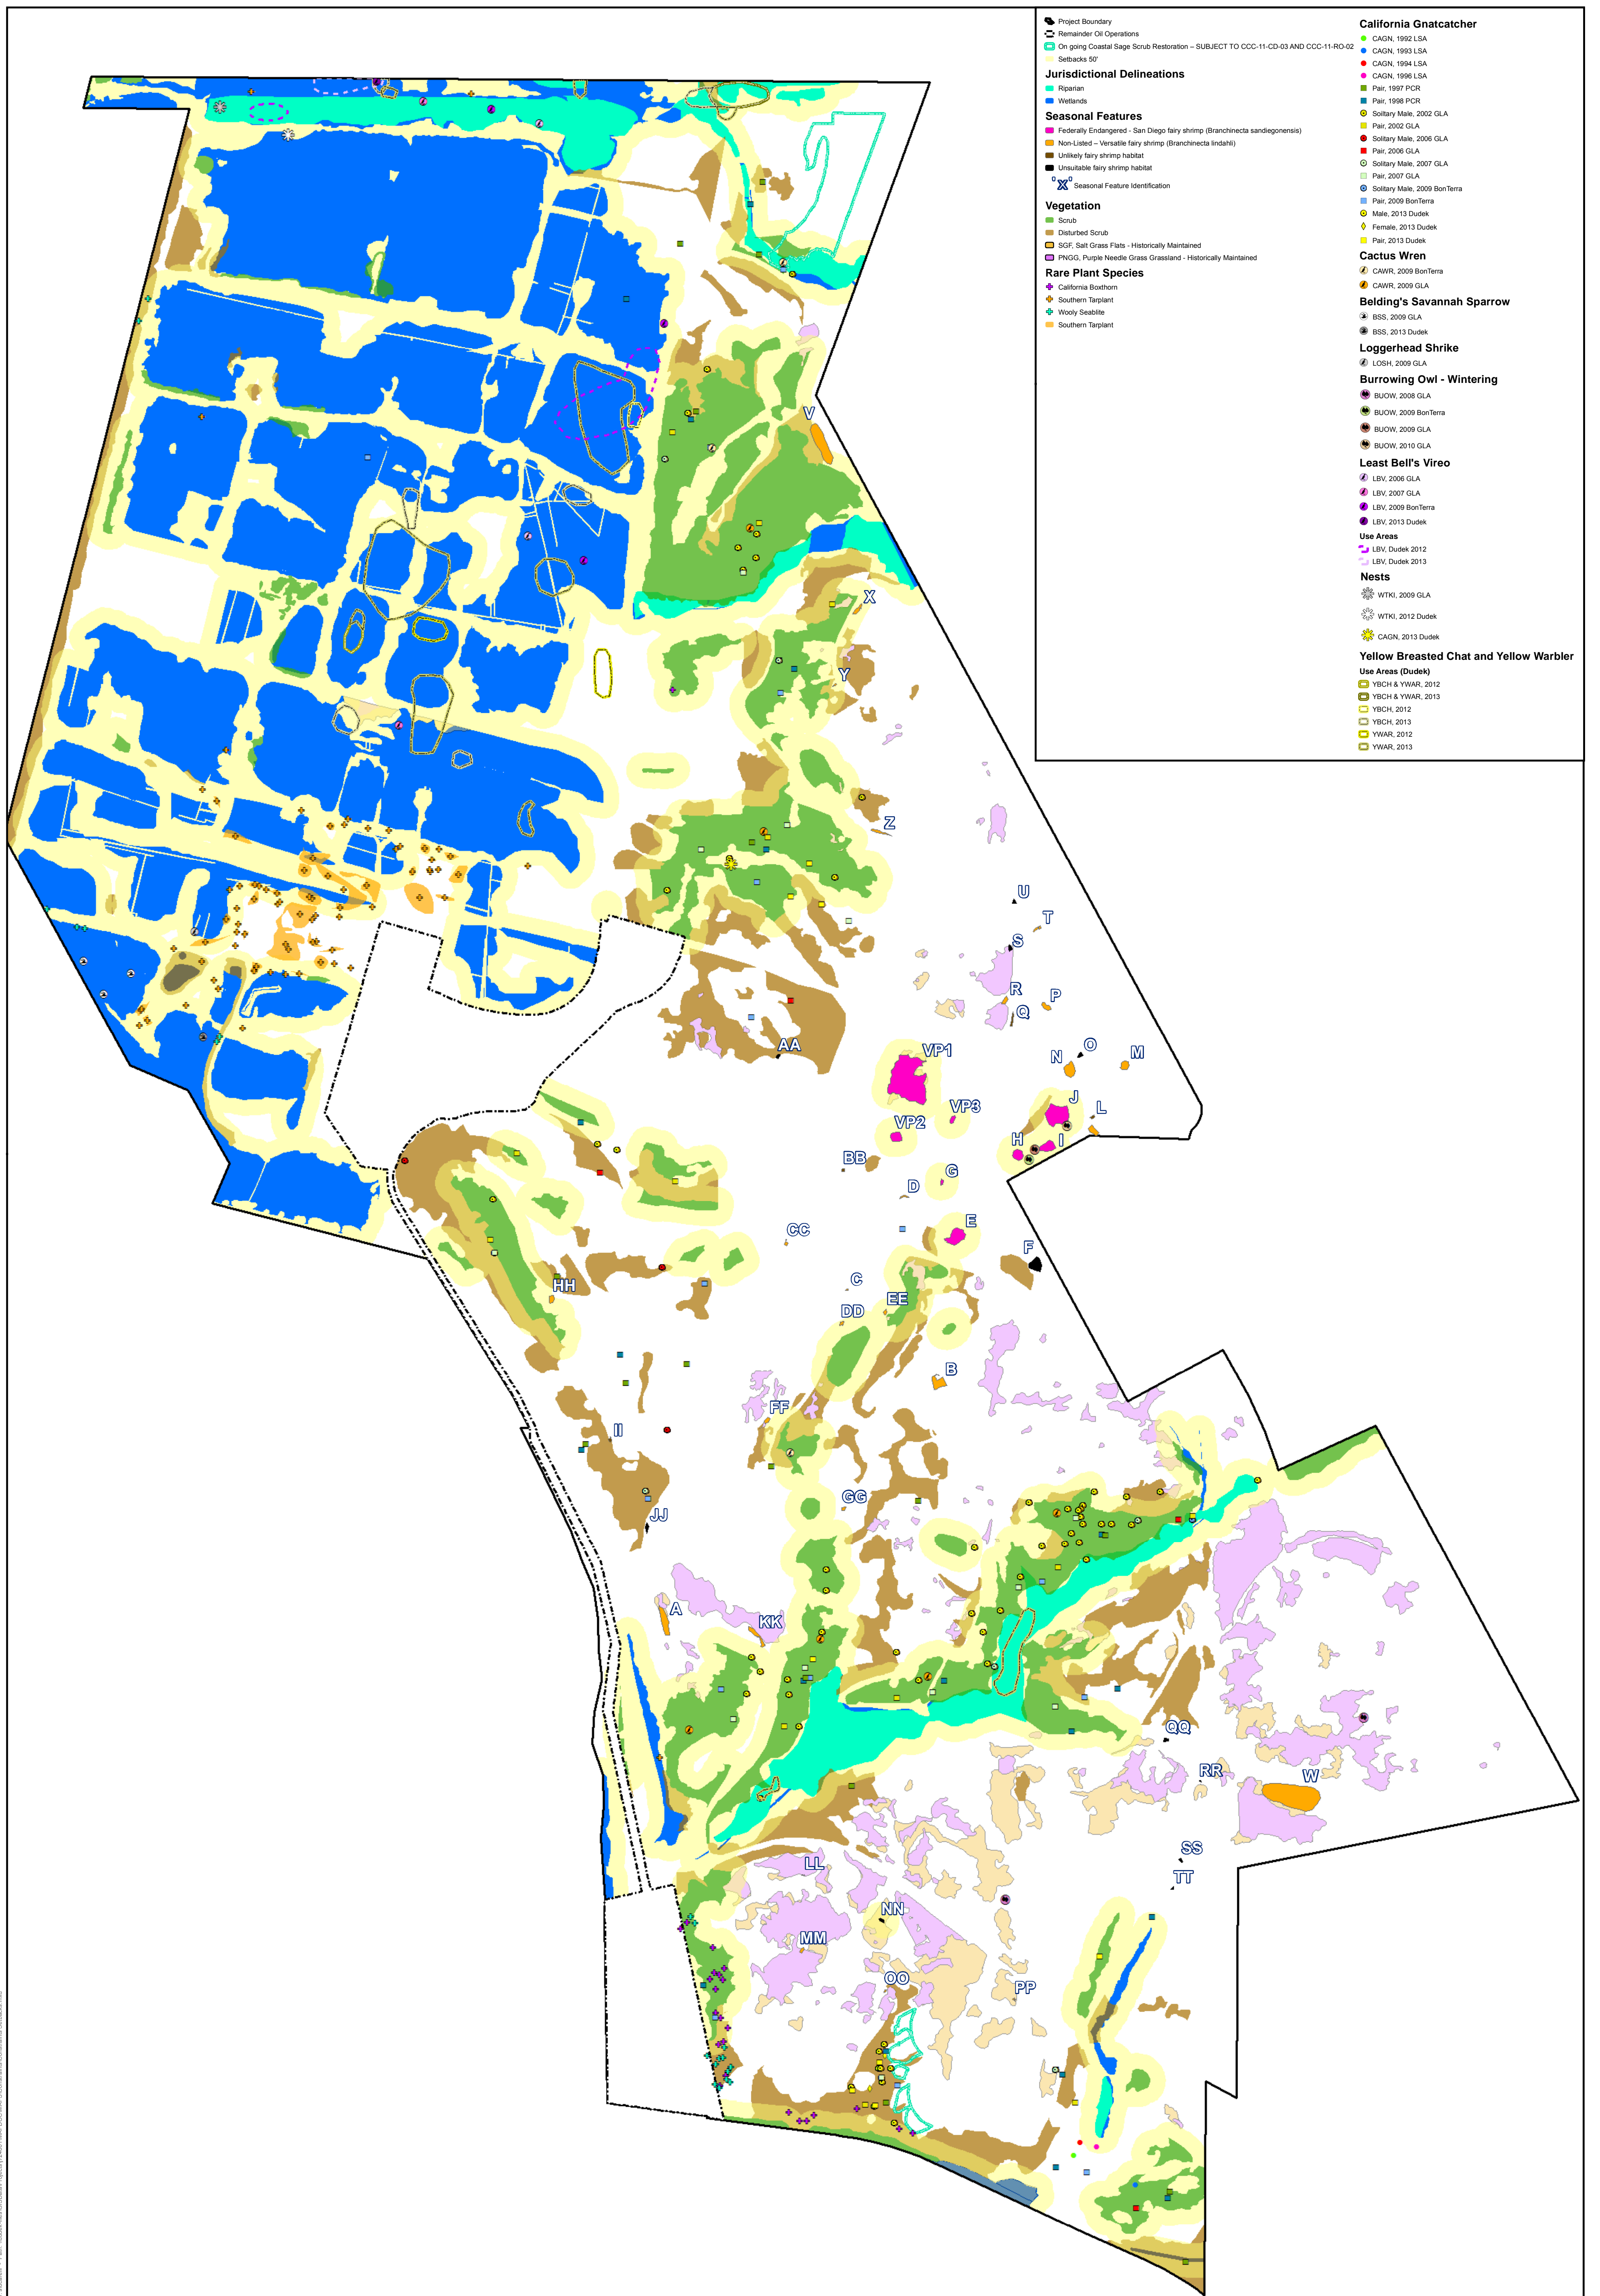 Project Boundary
Remainder Oil Operations
On going Coastal Sage Scrub Restoration – SUBJECT TO CCC-11-CD-03 AND CCC-11-RO-02
Setbacks 50'
Jurisdictional Delineations
Riparian
Wetlands
Seasonal Features
Federally Endangered - San Diego fairy shrimp (Branchinecta sandiegonensis)
Non-Listed – Versatile fairy shrimp (Branchinecta lindahli)
Unlikely fairy shrimp habitat
Unsuitable fairy shrimp habitat
"X" Seasonal Feature Identification
Vegetation
Scrub
Disturbed Scrub
SGF, Salt Grass Flats - Historically Maintained
PNGG, Purple Needle Grass Grassland - Historically Maintained
Rare Plant Species
California Boxthorn
Southern Tarplant
Wooly Seablite
Southern Tarplant
California Gnatcatcher
CAGN, 1992 LSA
CAGN, 1993 LSA
CAGN, 1994 LSA
CAGN, 1996 LSA
Pair, 1997 PCR
Pair, 1998 PCR
Soiltary Male, 2002 GLA
Pair, 2002 GLA
Solitary Male, 2006 GLA
Pair, 2006 GLA
Solitary Male, 2007 GLA
Pair, 2007 GLA
Solitary Male, 2009 BonTerra
Pair, 2009 BonTerra
Male, 2013 Dudek
Female, 2013 Dudek
Pair, 2013 Dudek
Cactus Wren
CAWR, 2009 BonTerra
CAWR, 2009 GLA
Belding's Savannah Sparrow
BSS, 2009 GLA
BSS, 2013 Dudek
Loggerhead Shrike
LOSH, 2009 GLA
Burrowing Owl - Wintering
BUOW, 2008 GLA
BUOW, 2009 BonTerra
BUOW, 2009 GLA
BUOW, 2010 GLA
Least Bell's Vireo
LBV, 2006 GLA
LBV, 2007 GLA
LBV, 2009 BonTerra
LBV, 2013 Dudek
Use Areas
LBV, Dudek 2012
LBV, Dudek 2013
Nests
WTKI, 2009 GLA
WTKI, 2012 Dudek
CAGN, 2013 Dudek
Yellow Breasted Chat and Yellow Warbler
Use Areas (Dudek)
YBCH & YWAR, 2012
YBCH & YWAR, 2013
YBCH, 2012
YBCH, 2013
YWAR, 2012
YWAR, 2013
V
X
Y
Z
U
T
S
R
P
Q
AA
VP1
O
N
M
VP3
J
L
VP2
H
I
BB
G
D
E
CC
F
C
HH
EE
DD
B
FF
II
GG
JJ
A
KK
QQ
RR
W
SS
LL
TT
NN
MM
OO
PP